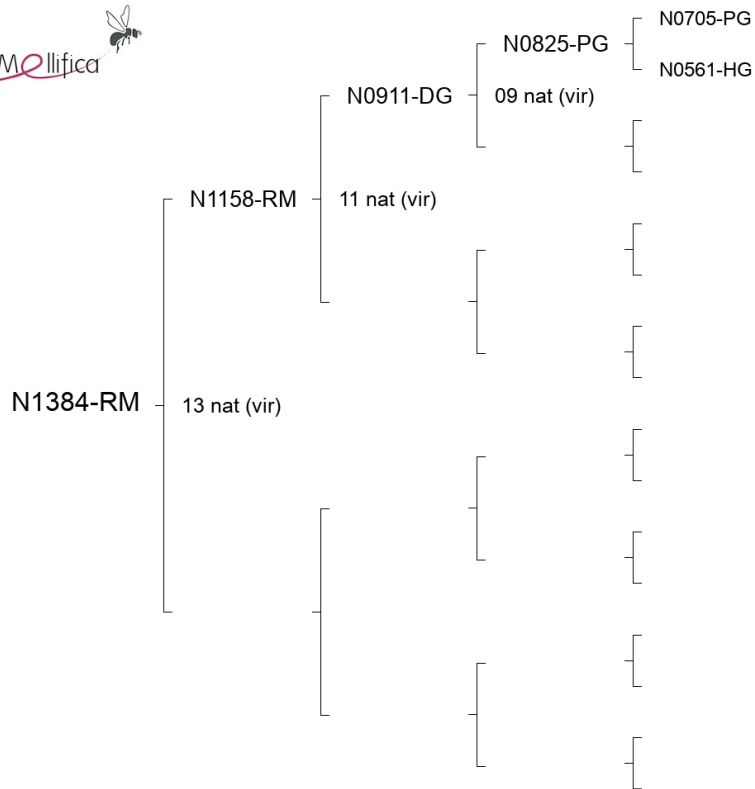 Mellifica
N0705-PG
N0825-PG
N0561-HG
N0911-DG 09 nat (vir)
N1158-RM 11 nat (vir)
N1384-RM 13 nat (vir)